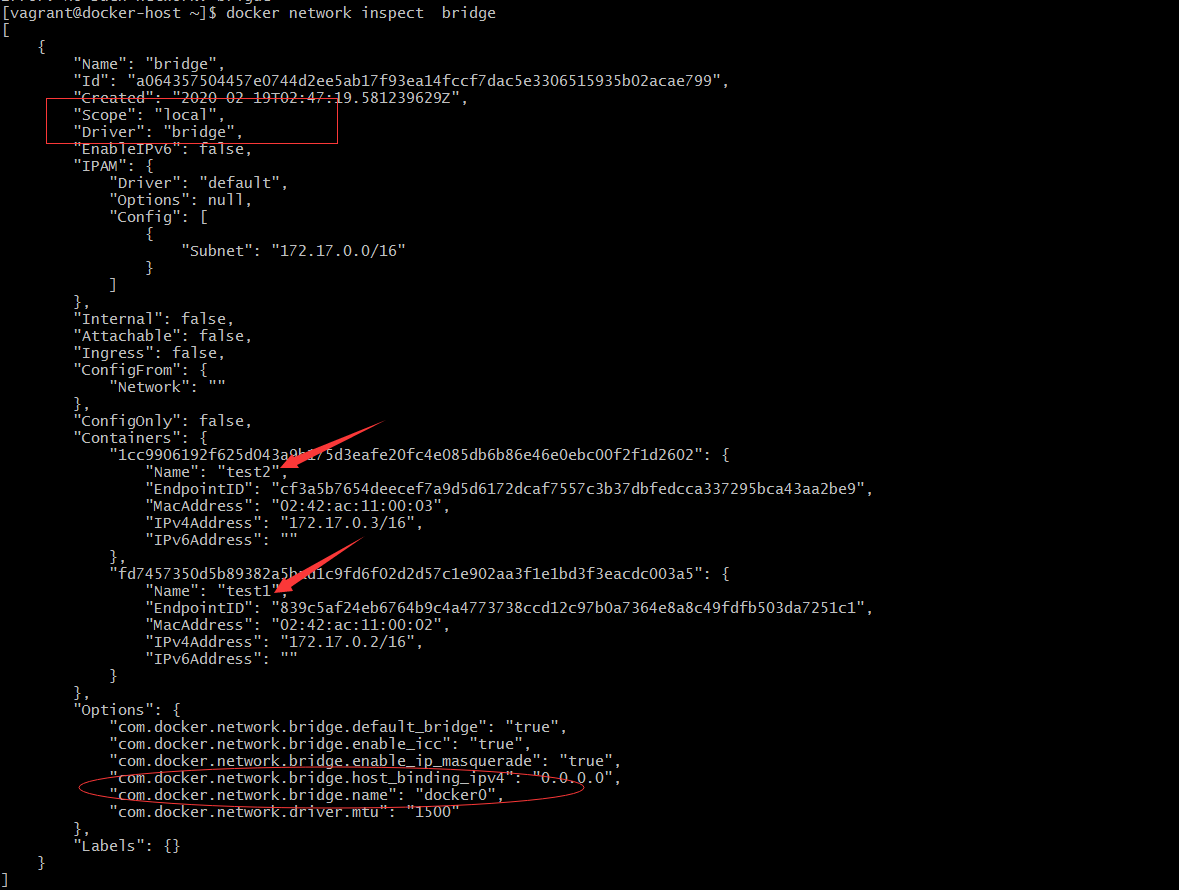 [vagrant@docker-host ~]$ docker network inspect  bridge
[
    {
        "Name": "bridge",
        "Id": "a064357504457e0744d2ee5ab17f93ea14fccf7dac5e3306515935b02acae799",
        "Created": "2020-02-19T02:47:19.581239629Z",
        "Scope": "local",
        "Driver": "bridge",
        "EnableIPv6": false,
        "IPAM": {
            "Driver": "default",
            "Options": null,
            "Config": [
                {
                    "Subnet": "172.17.0.0/16"
                }
            ]
        },
        "Internal": false,
        "Attachable": false,
        "Ingress": false,
        "ConfigFrom": {
            "Network": ""
        },
        "ConfigOnly": false,
        "Containers": {
            "1cc9906192f625d043a9b175d3eafe20fc4e085db6b86e46e0ebc00f2f1d2602": {
                "Name": "test2",
                "EndpointID": "cf3a5b7654deecef7a9d5d6172dcaf7557c3b37dbfedcca337295bca43aa2be9",
                "MacAddress": "02:42:ac:11:00:03",
                "IPv4Address": "172.17.0.3/16",
                "IPv6Address": ""
            },
            "fd7457350d5b89382a5bad1c9fd6f02d2d57c1e902aa3f1e1bd3f3eacdc003a5": {
                "Name": "test1",
                "EndpointID": "839c5af24eb6764b9c4a4773738ccd12c97b0a7364e8a8c49fdfb503da7251c1",
                "MacAddress": "02:42:ac:11:00:02",
                "IPv4Address": "172.17.0.2/16",
                "IPv6Address": ""
            }
        },
        "Options": {
            "com.docker.network.bridge.default_bridge": "true",
            "com.docker.network.bridge.enable_icc": "true",
            "com.docker.network.bridge.enable_ip_masquerade": "true",
            "com.docker.network.bridge.host_binding_ipv4": "0.0.0.0",
            "com.docker.network.bridge.name": "docker0",
            "com.docker.network.driver.mtu": "1500"
        },
        "Labels": {}
    }
]